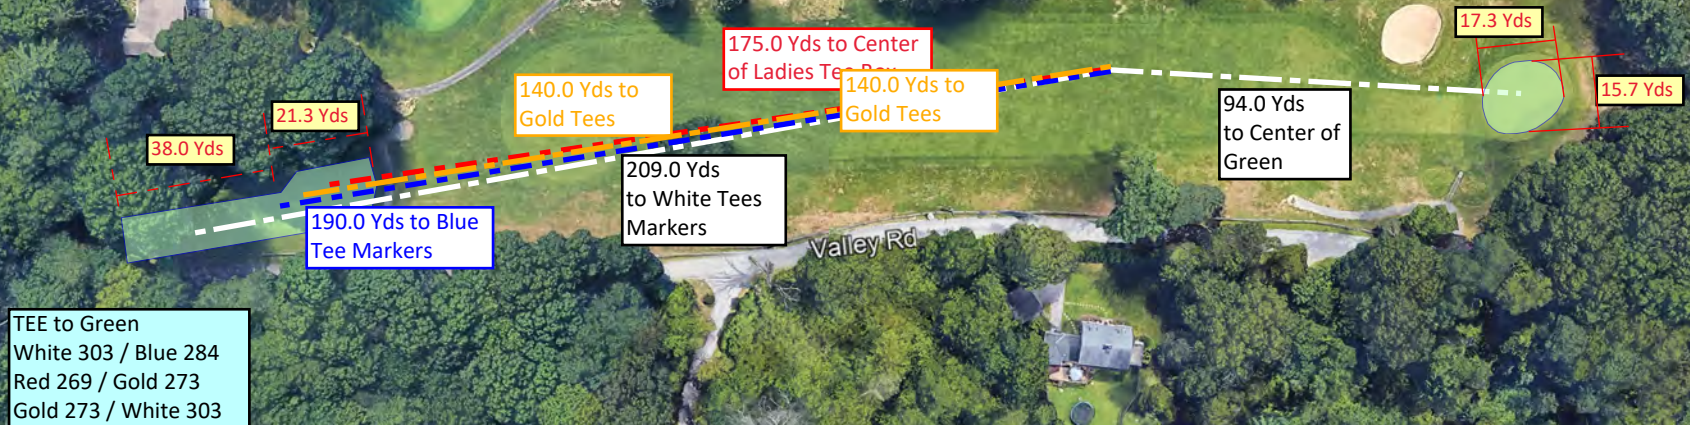 17.3 Yds
175.0 Yds to Center
of Ladies Tee Box
140.0 Yds to
Gold Tees
140.0 Yds to
Gold Tees
15.7 Yds
94.0 Yds
to Center of
Green
21.3 Yds
38.0 Yds
209.0 Yds
to White Tees
Markers
190.0 Yds to Blue
Tee Markers
Valley Rd
TEE to Green
White 303 / Blue 284
Red 269 / Gold 273
Gold 273 / White 303